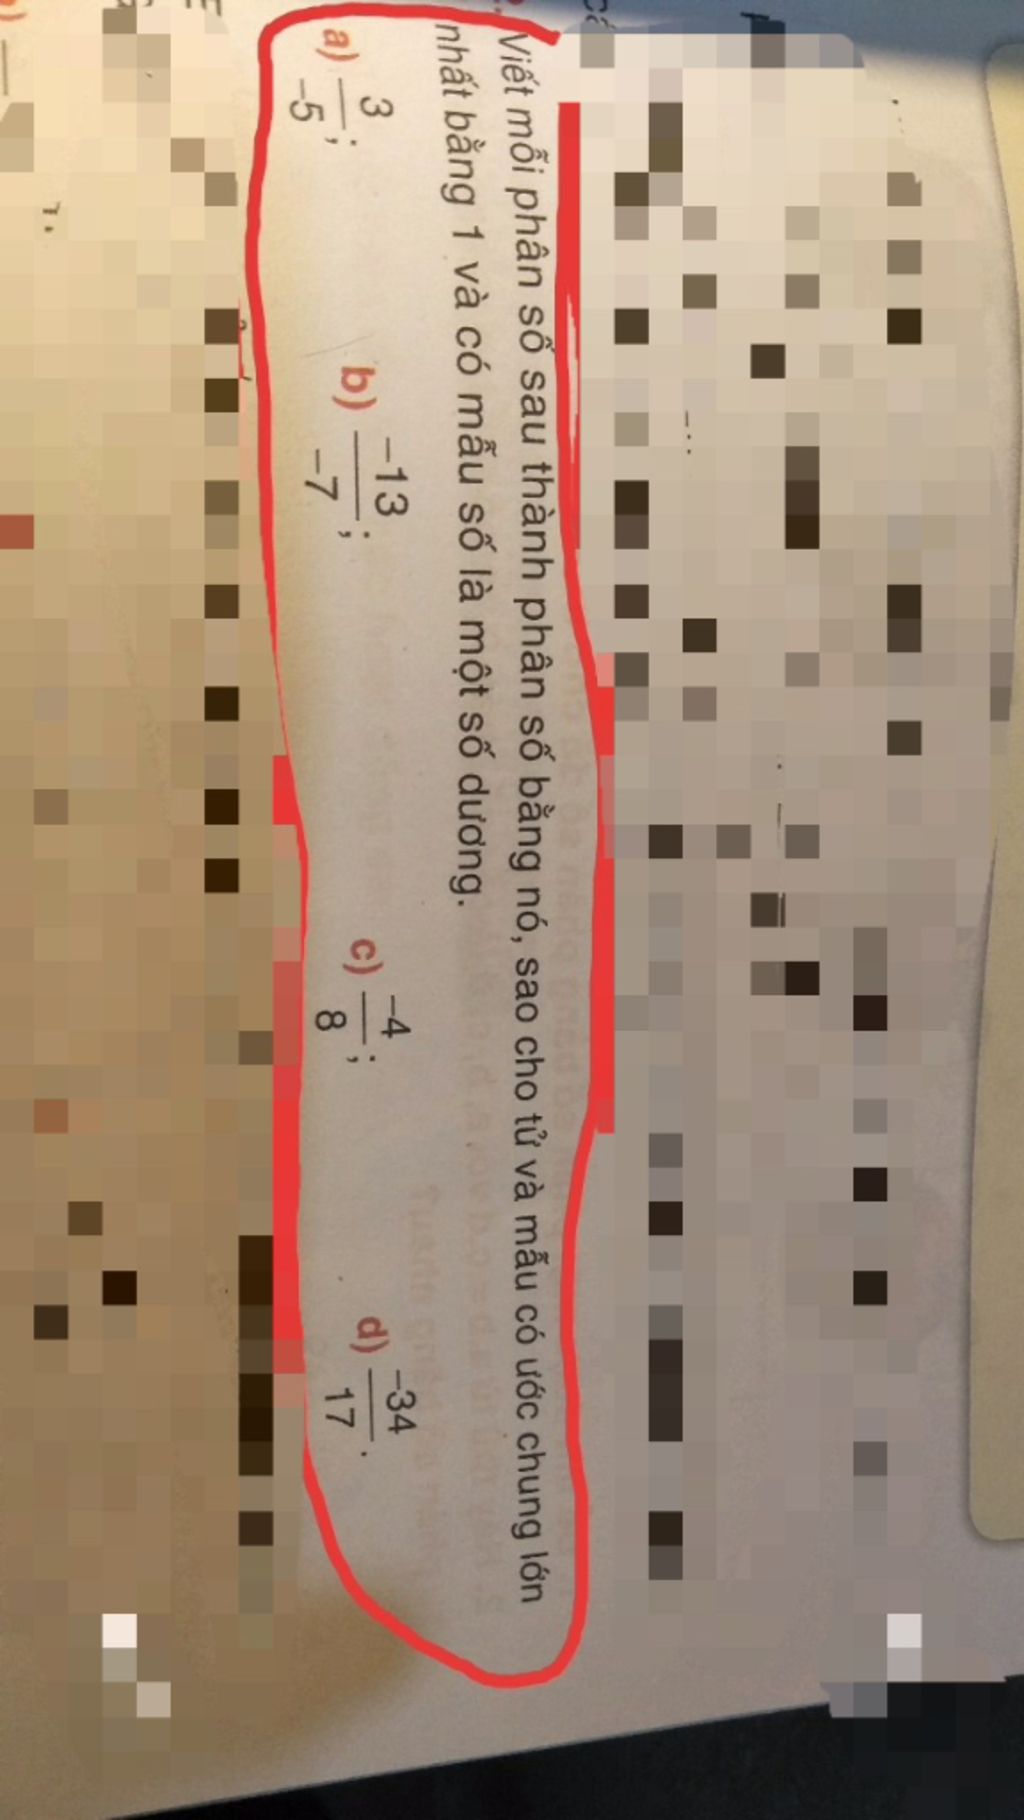 Viết mỗi phân số sau thành phân số bằng nó, sao cho tử và mẫu có ước chung lớn
nhất bằng 1 và có mẫu số là một số dương.
a) 3/-5; b) -13/-7; c) -4/8; d) -34/17.